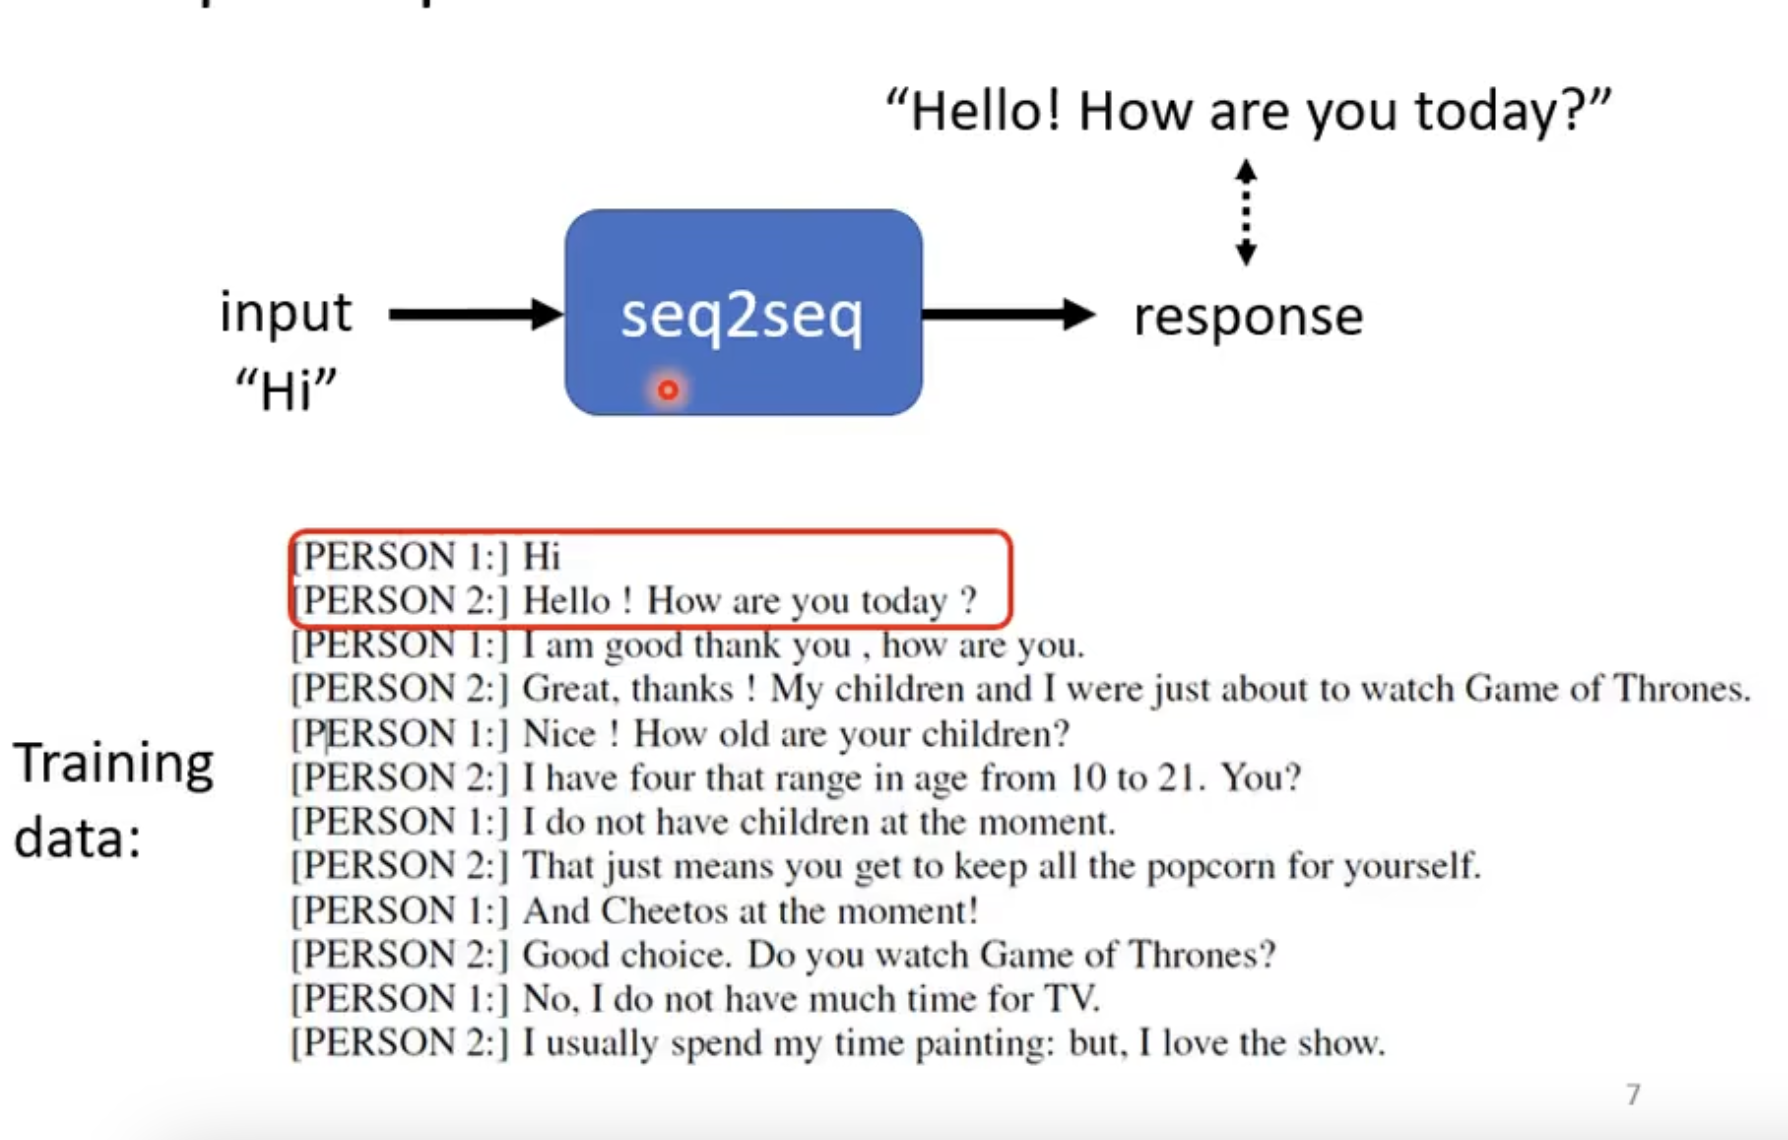 “Hello! How are you today?”
input
seq2seq
response
“Hi”
[PERSON 1:] Hi
[PERSON 2:] Hello ! How are you today ?
[PERSON 1:] I am good thank you , how are you.
[PERSON 2:] Great, thanks ! My children and I were just about to watch Game of Thrones.
[PERSON 1:] Nice ! How old are your children?
[PERSON 2:] I have four that range in age from 10 to 21. You?
[PERSON 1:] I do not have children at the moment.
[PERSON 2:] That just means you get to keep all the popcorn for yourself.
[PERSON 1:] And Cheetos at the moment!
[PERSON 2:] Good choice. Do you watch Game of Thrones?
[PERSON 1:] No, I do not have much time for TV.
[PERSON 2:] I usually spend my time painting: but, I love the show.
Training
data:
7